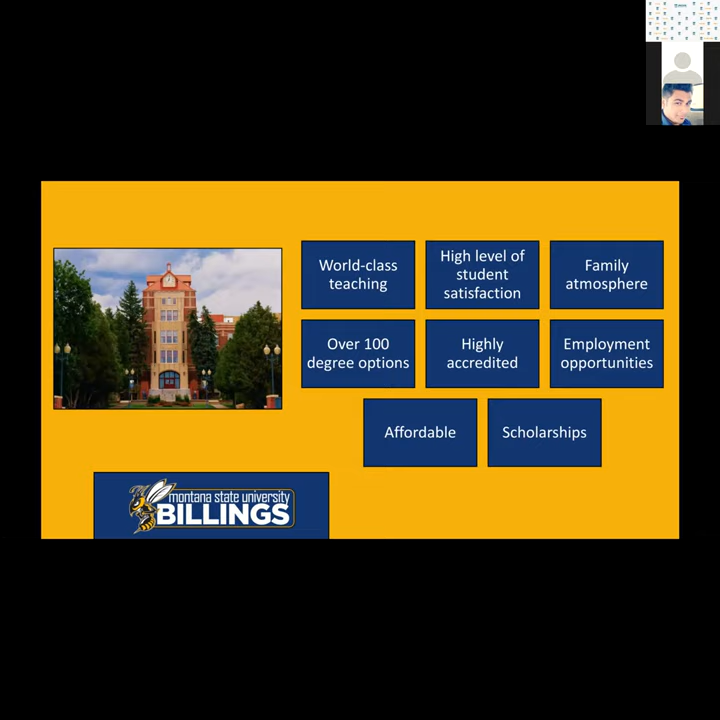 World-class
teaching
High level of
student
satisfaction
Family
atmosphere
Over 100
degree options
Highly
accredited
Employment
opportunities
Affordable
Scholarships
montana state university
BILLINGS